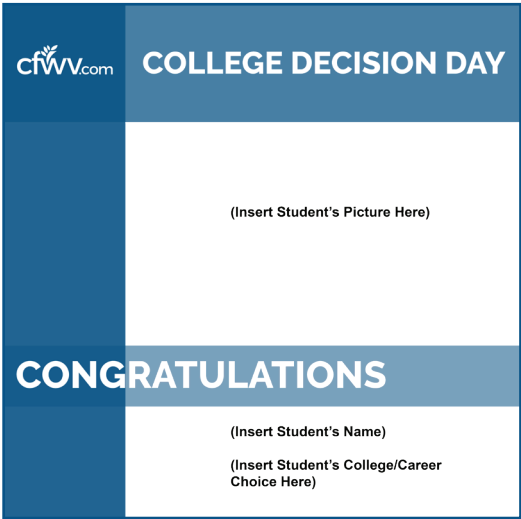 cfWV.com
COLLEGE DECISION DAY
(Insert Student's Picture Here)
CONGRATULATIONS
(Insert Student's Name)
(Insert Student's College/Career
Choice Here)